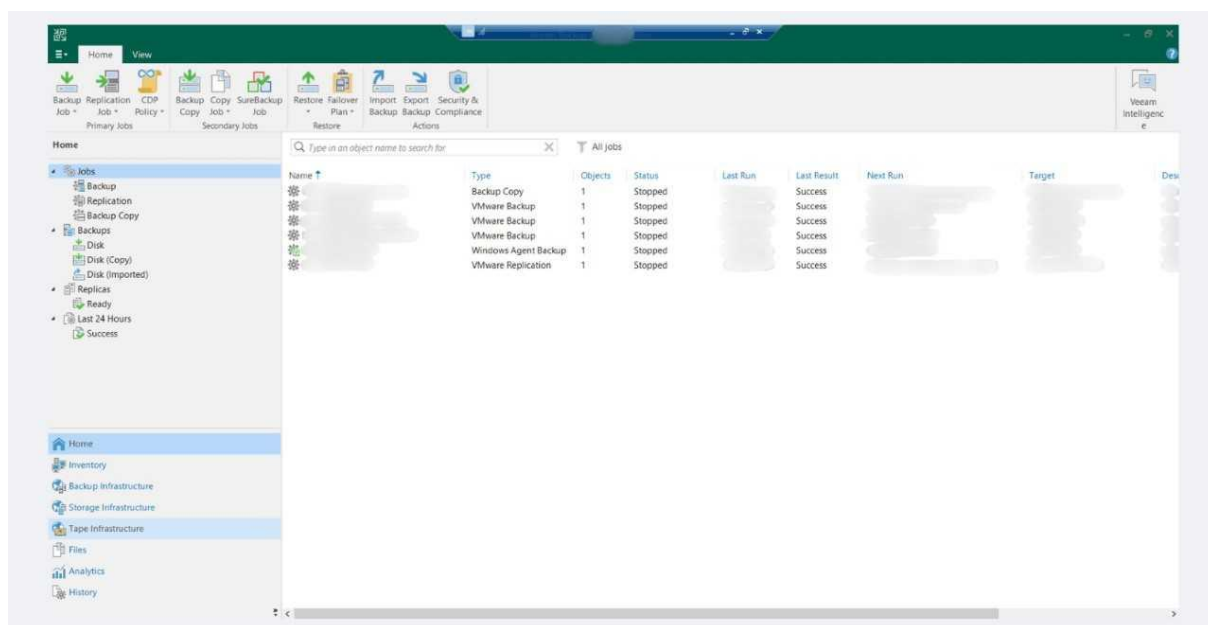 Home View
Backup Job Replication Job CDP Policy Backup Copy Copy Job SureBackup Job Restore Failover Plan Import Backup Export Backup Security & Compliance Veeam Intelligence
Primary Jobs Secondary Jobs Restore Actions
Home
Type in an object name to search for All jobs
Jobs
Backup
Replication
Backup Copy
Backups
Disk
Disk (Copy)
Disk (Imported)
Replicas
Ready
Last 24 Hours
Success
Name Type Objects Status Last Run Last Result Next Run Target
Backup Copy 1 Stopped Success
VMware Backup 1 Stopped Success
VMware Backup 1 Stopped Success
VMware Backup 1 Stopped Success
Windows Agent Backup 1 Stopped Success
VMware Replication 1 Stopped Success
Home
Inventory
Backup Infrastructure
Storage Infrastructure
Tape Infrastructure
Files
Analytics
History